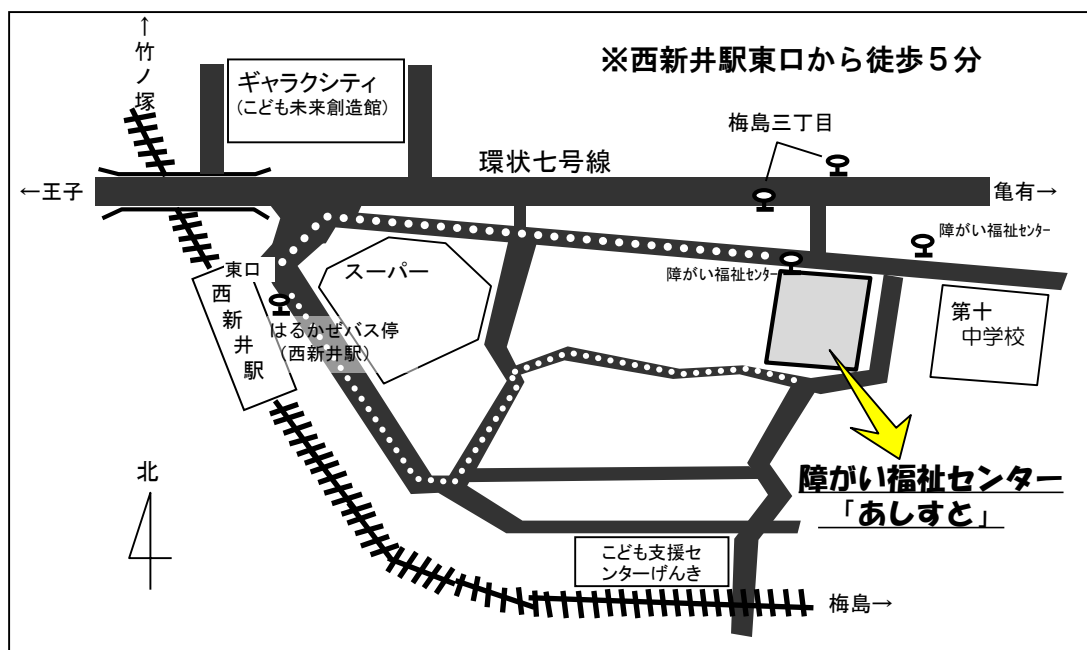 ↑竹ノ塚
ギャラクシティ
(こども未来創造館)
※西新井駅東口から徒歩５分
梅島三丁目
環状七号線
←王子
亀有→
障がい福祉センター
東口
スーパー
障がい福祉センター
西新井駅
はるかぜバス停
(西新井駅)
第十
中学校
北
障がい福祉センター
「あしすと」
こども支援セ
ンターげんき
梅島→